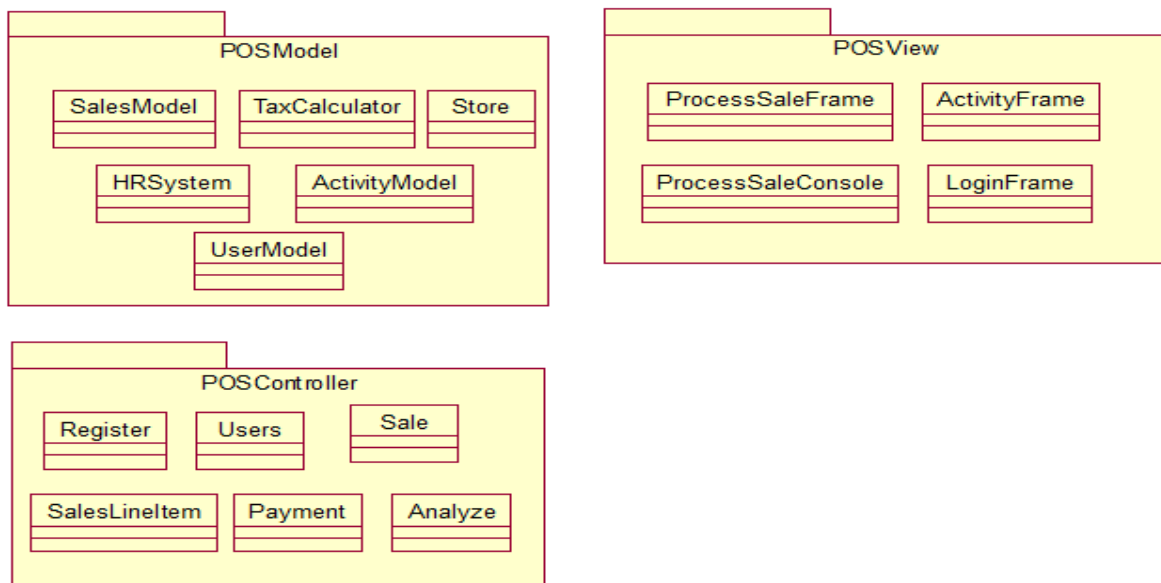 POSModel
SalesModel
TaxCalculator
Store
HRSystem
ActivityModel
UserModel
POSView
ProcessSaleFrame
ActivityFrame
ProcessSaleConsole
LoginFrame
POSController
Register
Users
Sale
SalesLineItem
Payment
Analyze